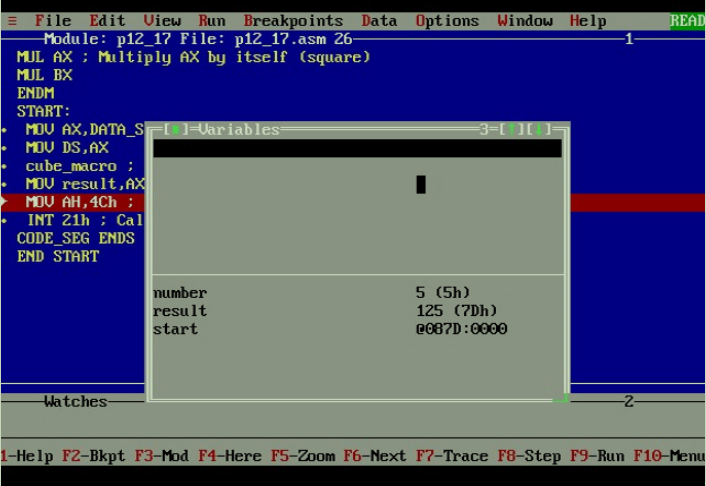 ≡ File Edit View Run Breakpoints Data Options Window Help READ
Module: p12_17 File: p12_17.asm 26 1
MUL AX ; Multiply AX by itself (square)
MUL BX
ENDM
START:
MOV AX,DATA_S
MOV DS,AX
cube_macro ;
MOV result,AX
MOV AH,4Ch ;
INT 21h ; Cal
CODE_SEG ENDS
END START
[■]=Variables 3=[↑][↓]
number 5 (5h)
result 125 (7Dh)
start @087D:0000
Watches 2
1-Help F2-Bkpt F3-Mod F4-Here F5-Zoom F6-Next F7-Trace F8-Step F9-Run F10-Menu